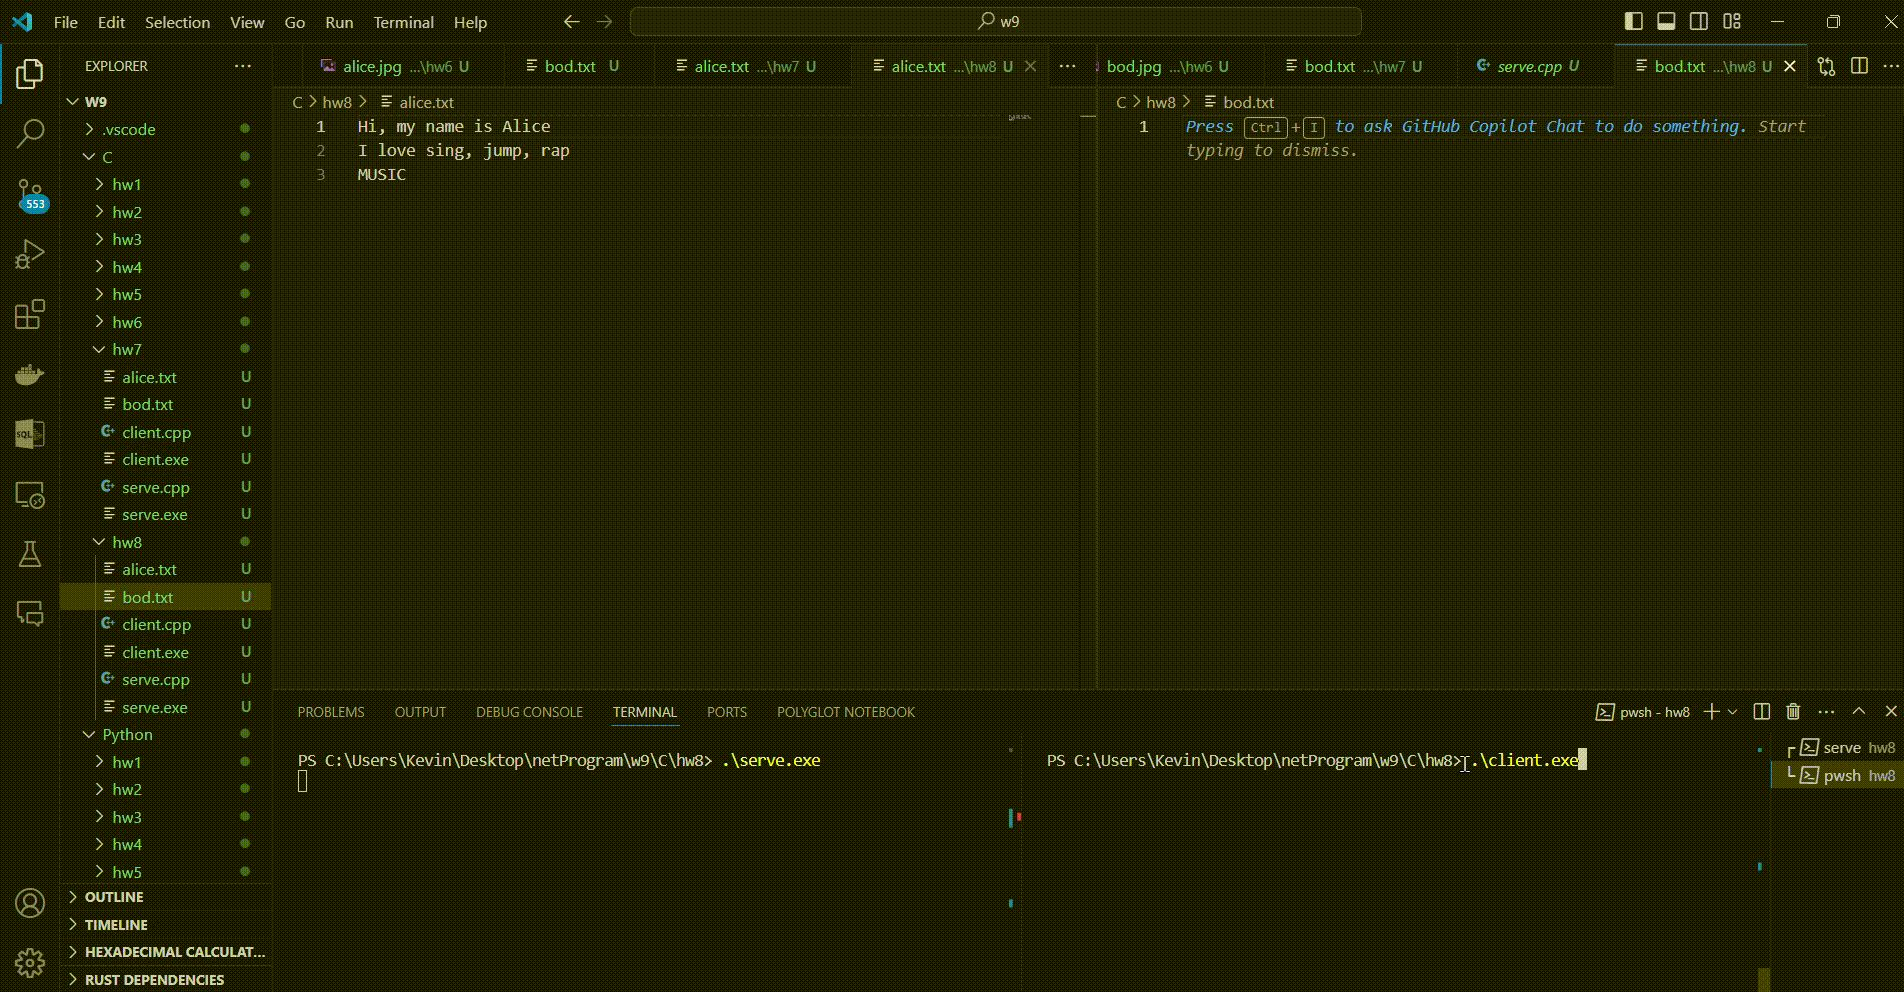 File Edit Selection View Go Run Terminal Help
w9
EXPLORER
W9
.vscode
C
hw1
hw2
hw3
hw4
hw5
hw6
hw7
alice.txt U
bod.txt U
client.cpp U
client.exe U
serve.cpp U
serve.exe U
hw8
alice.txt U
bod.txt U
client.cpp U
client.exe U
serve.cpp U
serve.exe U
Python
hw1
hw2
hw3
hw4
hw5
OUTLINE
TIMELINE
HEXADECIMAL CALCULAT...
RUST DEPENDENCIES
553
SQL
alice.jpg ...\hw6 U
bod.txt U
alice.txt ...\hw7 U
alice.txt ...\hw8 U
C > hw8 > alice.txt
1 Hi, my name is Alice
2 I love sing, jump, rap
3 MUSIC
bod.jpg ...\hw6 U
bod.txt ...\hw7 U
serve.cpp U
bod.txt ...\hw8 U
C > hw8 > bod.txt
1 Press Ctrl+I to ask GitHub Copilot Chat to do something. Start
typing to dismiss.
PROBLEMS OUTPUT DEBUG CONSOLE TERMINAL PORTS POLYGLOT NOTEBOOK
pwsh - hw8
PS C:\Users\Kevin\Desktop\netProgram\w9\C\hw8> .\serve.exe
PS C:\Users\Kevin\Desktop\netProgram\w9\C\hw8> .\client.exe
serve hw8
pwsh hw8